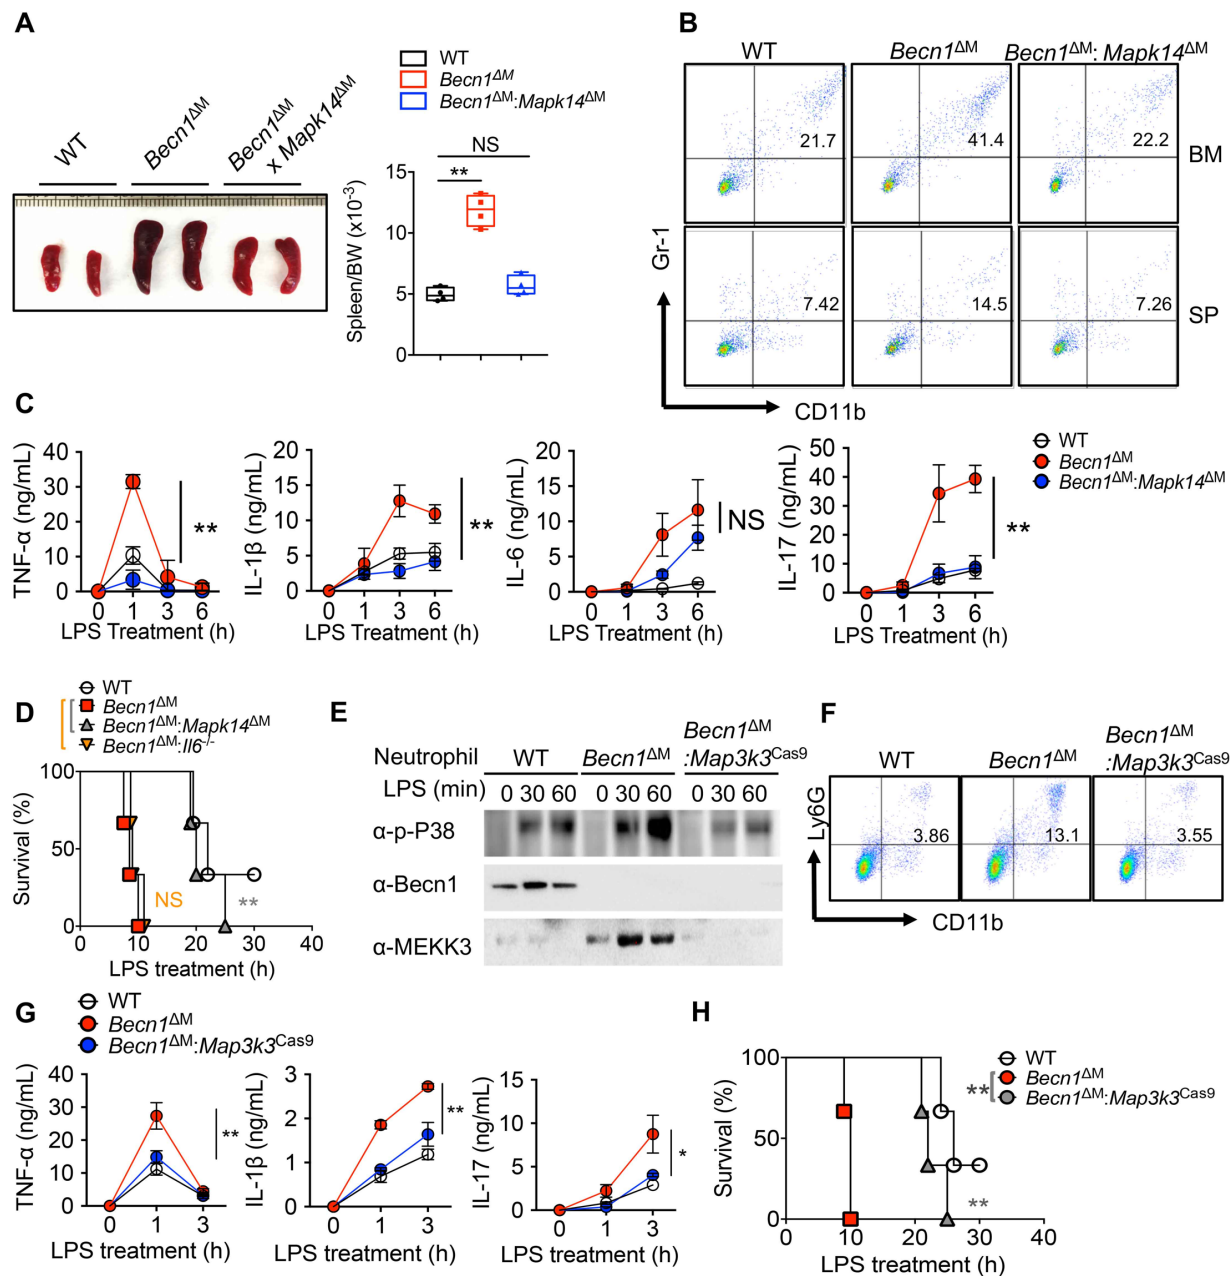 A
WT
Becn1ΔM
Becn1ΔM
x Mapk14ΔM
WT
Becn1ΔM
Becn1ΔM:Mapk14ΔM
NS
**
Spleen/BW (x10-3)
15
10
5
0
B
WT
Becn1ΔM
Becn1ΔM: Mapk14ΔM
21.7
41.4
22.2
BM
7.42
14.5
7.26
SP
Gr-1
CD11b
C
WT
Becn1ΔM
Becn1ΔM:Mapk14ΔM
TNF-α (ng/mL)
40
30
20
10
0
**
0 1 3 6
LPS Treatment (h)
IL-1β (ng/mL)
20
15
10
5
0
**
0 1 3 6
LPS Treatment (h)
IL-6 (ng/mL)
20
15
10
5
0
NS
0 1 3 6
LPS Treatment (h)
IL-17 (ng/mL)
50
40
30
20
10
0
**
0 1 3 6
LPS Treatment (h)
D
WT
Becn1ΔM
Becn1ΔM:Mapk14ΔM
Becn1ΔM:Il6-/-
Survival (%)
100
50
0
NS
**
0 10 20 30 40
LPS treatment (h)
E
Neutrophil
WT
Becn1ΔM
Becn1ΔM
:Map3k3Cas9
LPS (min)
0 30 60 0 30 60 0 30 60
α-p-P38
α-Becn1
α-MEKK3
F
WT
Becn1ΔM
Becn1ΔM
:Map3k3Cas9
Ly6G
3.86
13.1
3.55
CD11b
G
WT
Becn1ΔM
Becn1ΔM:Map3k3Cas9
TNF-α (ng/mL)
40
30
20
10
0
**
0 1 3
LPS treatment (h)
IL-1β (ng/mL)
3
2
1
0
**
0 1 3
LPS treatment (h)
IL-17 (ng/mL)
15
10
5
0
*
0 1 3
LPS treatment (h)
H
WT
Becn1ΔM
Becn1ΔM:Map3k3Cas9
**
Survival (%)
100
50
0
**
0 10 20 30 40
LPS treatment (h)